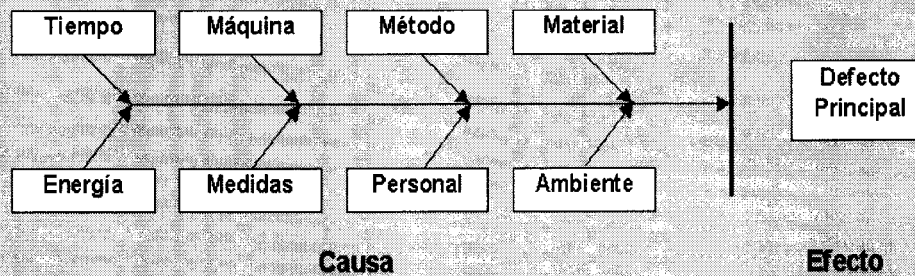 Tiempo
Máquina
Método
Material
Defecto
Principal
Energía
Medidas
Personal
Ambiente
Causa
Efecto